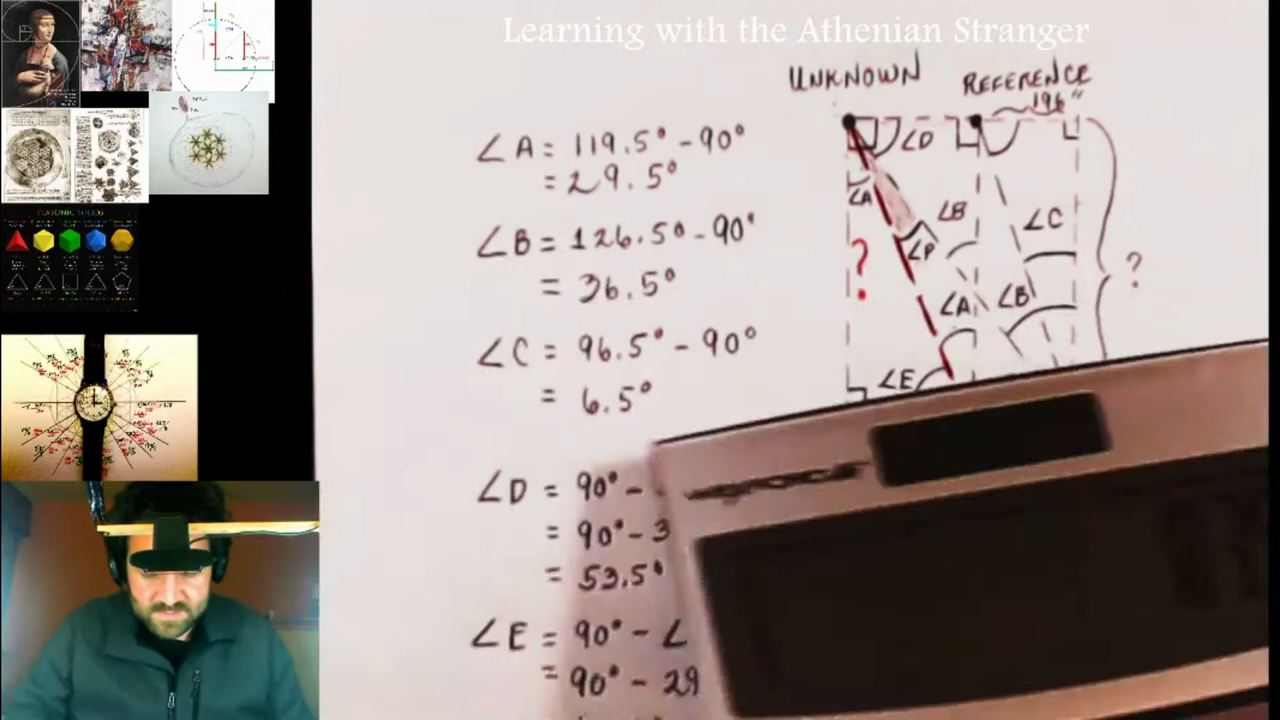 Learning with the Athenian Stranger
UNKNOWN
REFERENCE
196"
∠A = 119.5° - 90°
= 29.5°
∠B = 126.5° - 90°
= 36.5°
∠C = 96.5° - 90°
= 6.5°
∠D = 90° -
= 90° - 3
= 53.5°
∠E = 90° - ∠
= 90° - 29
∠D
∠A
∠B
∠C
∠P
?
?
∠A
∠B
∠E
PLATONIC SOLIDS